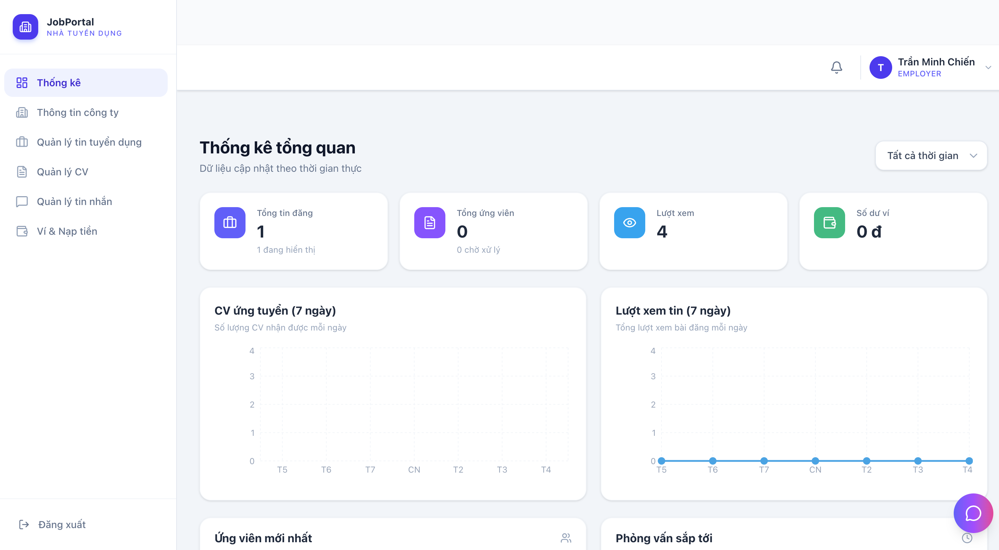 JobPortal
NHÀ TUYỂN DỤNG
Thống kê
Thông tin công ty
Quản lý tin tuyển dụng
Quản lý CV
Quản lý tin nhắn
Ví & Nạp tiền
Đăng xuất
T
Trần Minh Chiến
EMPLOYER
Thống kê tổng quan
Dữ liệu cập nhật theo thời gian thực
Tất cả thời gian
Tổng tin đăng
1
1 đang hiển thị
Tổng ứng viên
0
0 chờ xử lý
Lượt xem
4
Số dư ví
0 đ
CV ứng tuyển (7 ngày)
Số lượng CV nhận được mỗi ngày
4
3
2
1
0
T5 T6 T7 CN T2 T3 T4
Lượt xem tin (7 ngày)
Tổng lượt xem bài đăng mỗi ngày
4
3
2
1
0
T5 T6 T7 CN T2 T3 T4
Ứng viên mới nhất
Phỏng vấn sắp tới